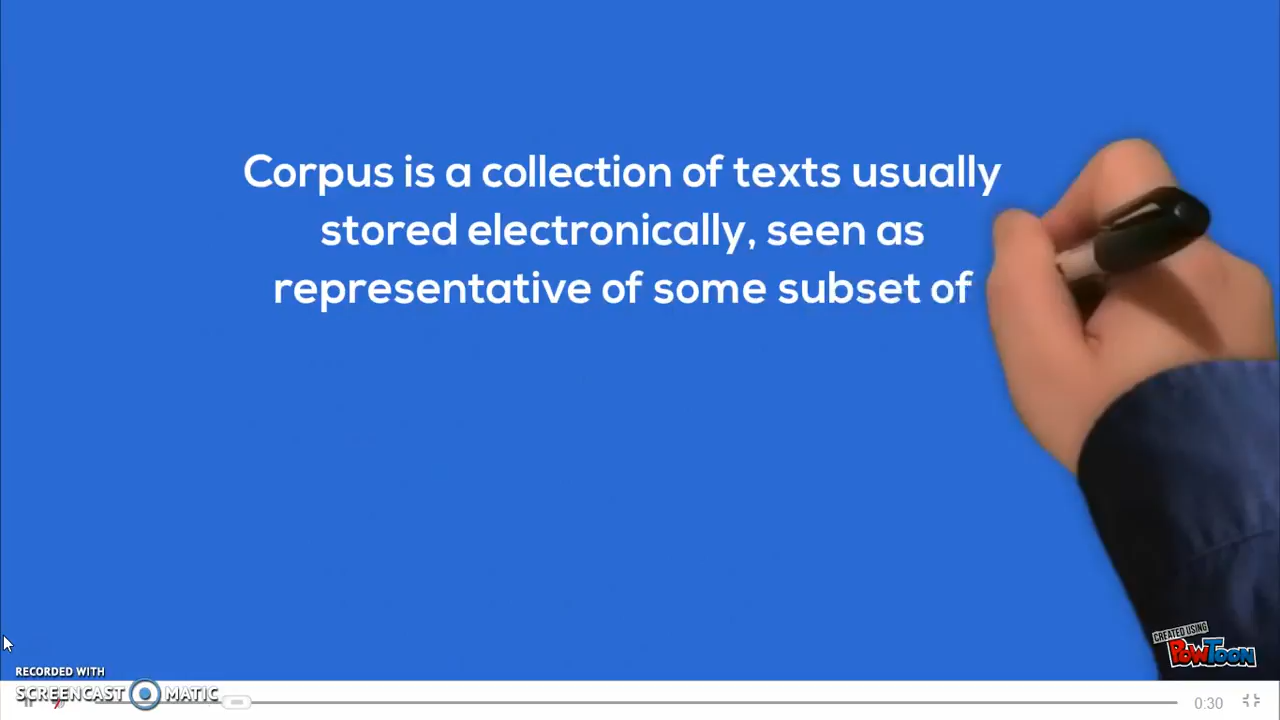 Corpus is a collection of texts usually
stored electronically, seen as
representative of some subset of
CREATED USING
POWTOON
RECORDED WITH
SCREENCAST MATIC
0:30